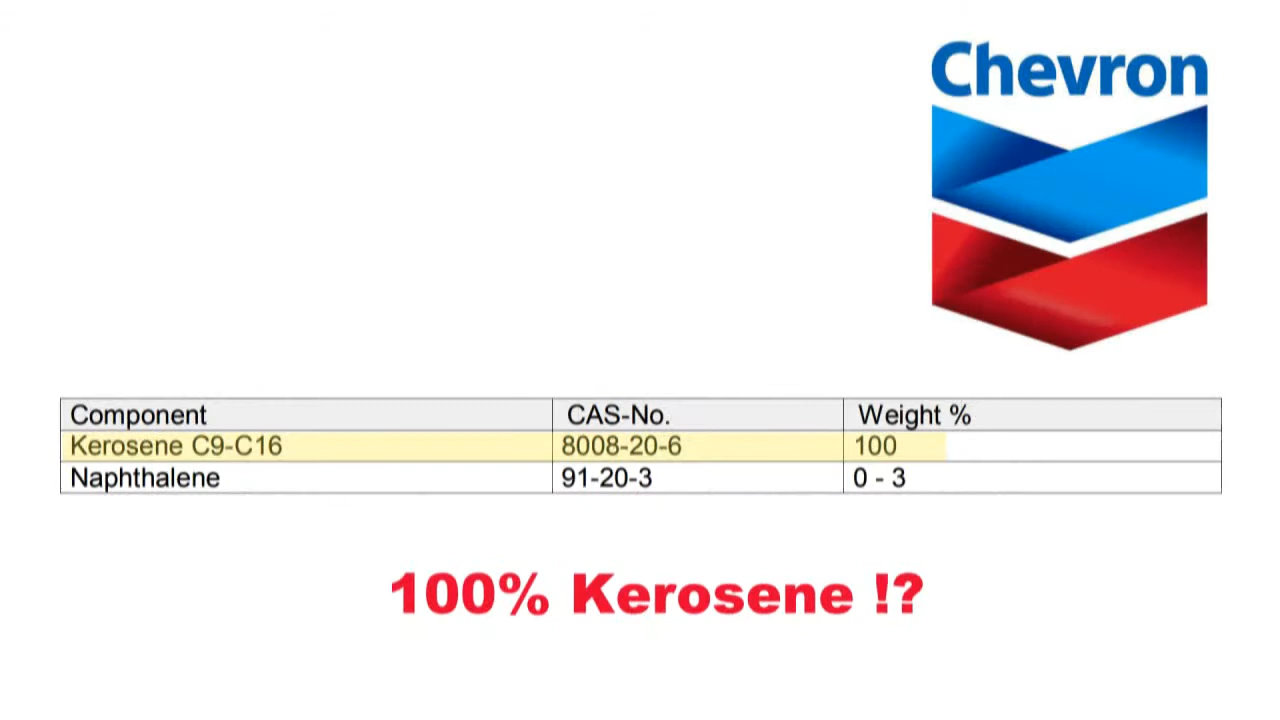 Chevron
Component CAS-No. Weight %
Kerosene C9-C16 8008-20-6 100
Naphthalene 91-20-3 0 - 3
100% Kerosene !?